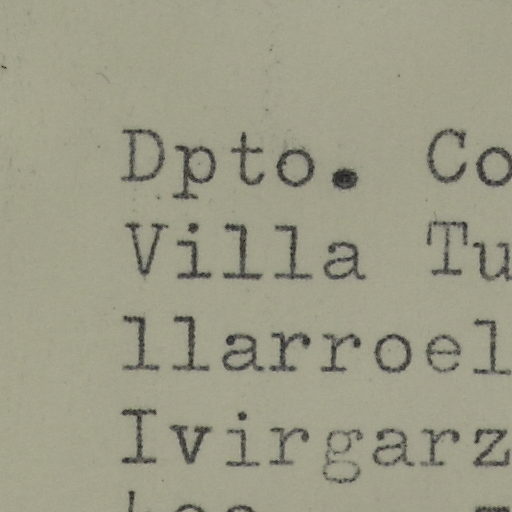 Dpto. Co
Villa Tu
llarroel
Ivirgarz